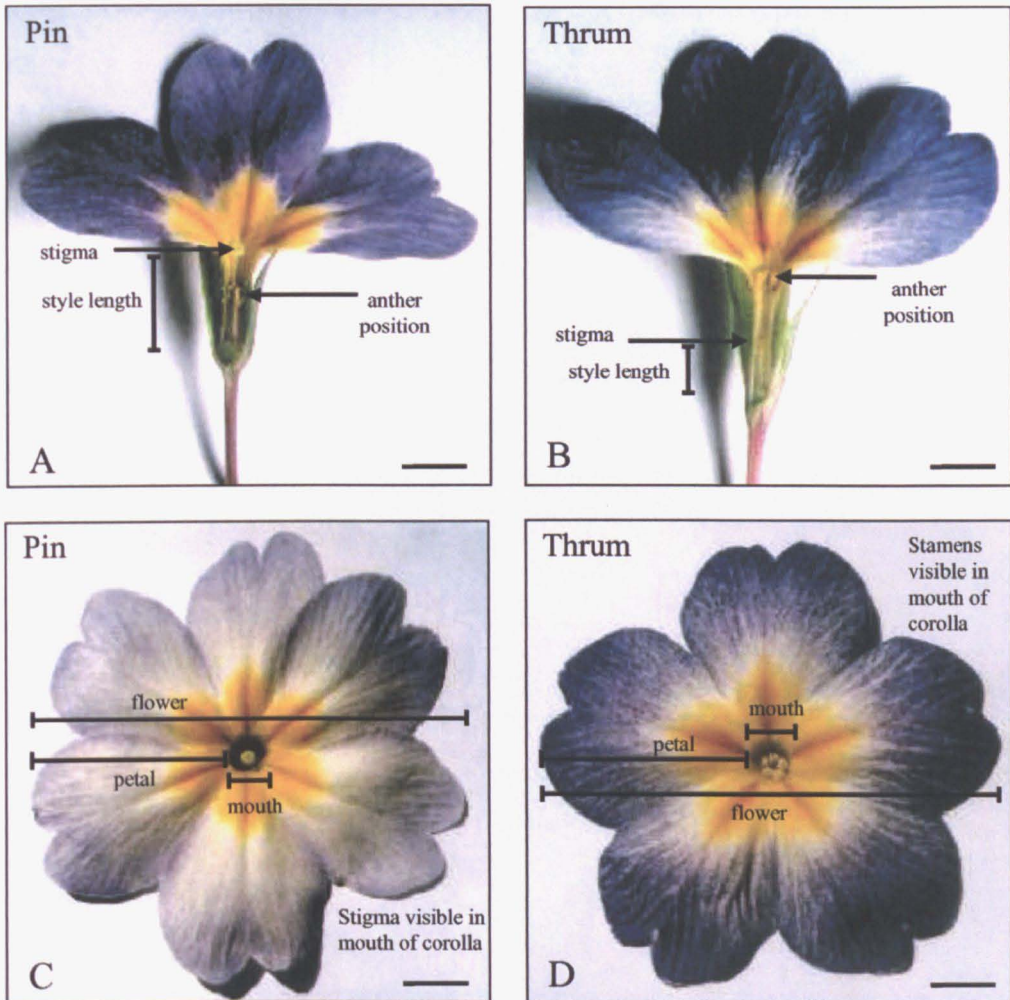 Pin
stigma
style length
anther
position
A
Thrum
anther
position
stigma
style length
B
Pin
flower
petal
mouth
Stigma visible in
mouth of corolla
C
Thrum
Stamens
visible in
mouth of
corolla
mouth
petal
flower
D